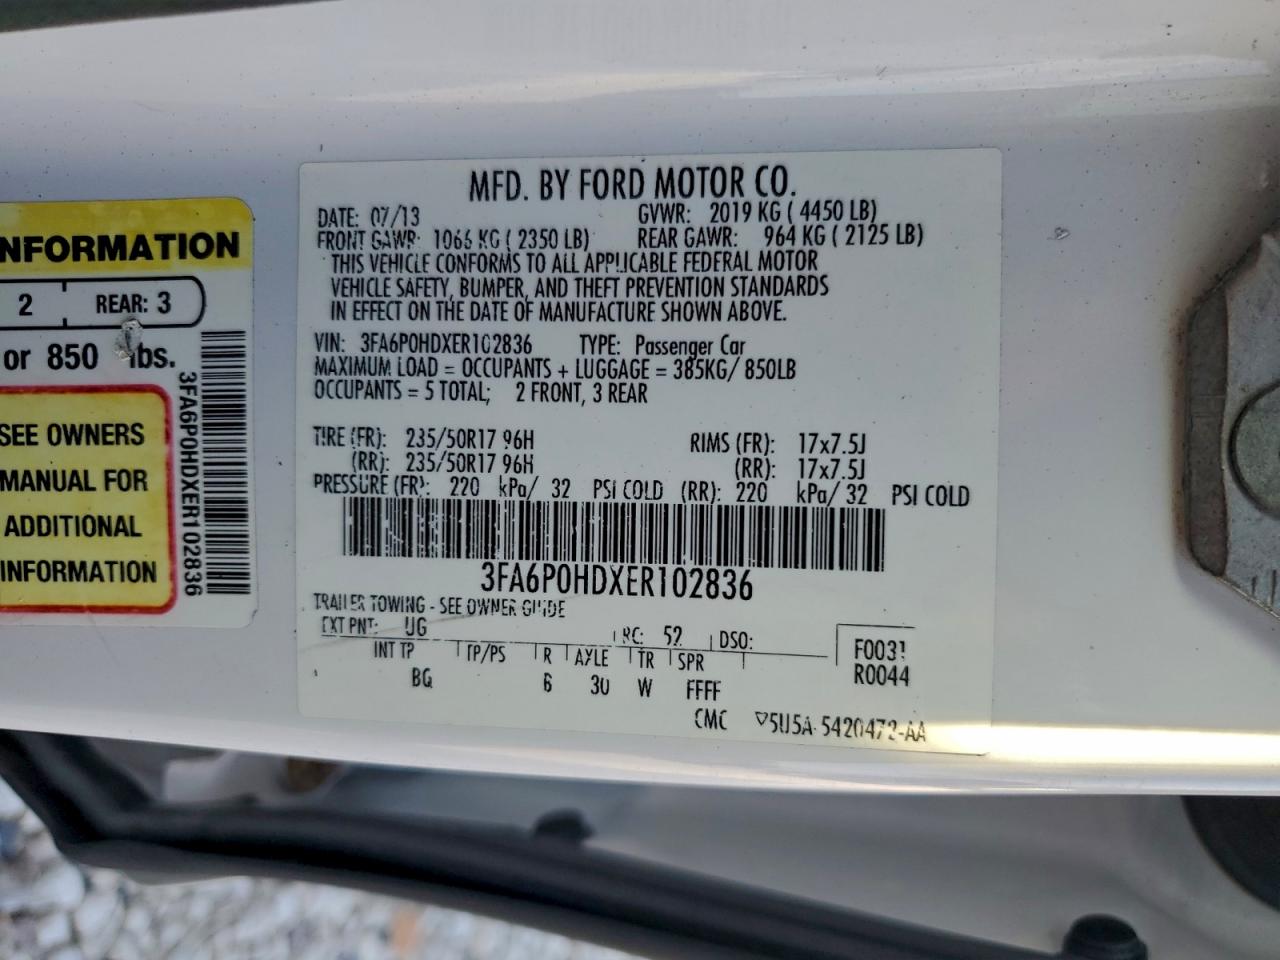 NFORMATION
2 REAR: 3
or 850 lbs.
SEE OWNERS
MANUAL FOR
ADDITIONAL
INFORMATION
3FA6P0HDXER102836
MFD. BY FORD MOTOR CO.
DATE: 07/13 GVWR: 2019 KG ( 4450 LB)
FRONT GAWR: 1066 KG ( 2350 LB) REAR GAWR: 964 KG ( 2125 LB)
THIS VEHICLE CONFORMS TO ALL APPLICABLE FEDERAL MOTOR
VEHICLE SAFETY, BUMPER, AND THEFT PREVENTION STANDARDS
IN EFFECT ON THE DATE OF MANUFACTURE SHOWN ABOVE.
VIN: 3FA6P0HDXER102836 TYPE: Passenger Car
MAXIMUM LOAD = OCCUPANTS + LUGGAGE = 385KG/ 850LB
OCCUPANTS = 5 TOTAL; 2 FRONT, 3 REAR
TIRE (FR): 235/50R17 96H RIMS (FR): 17x7.5J
(RR): 235/50R17 96H (RR): 17x7.5J
PRESSURE (FR): 220 kPa/ 32 PSI COLD (RR): 220 kPa/ 32 PSI COLD
3FA6P0HDXER102836
TRAILER TOWING - SEE OWNER GUIDE
EXT PNT: UG RC: 52 DSO: F0031
INT TP TP/PS R AXLE TR SPR R0044
BG 6 30 W FFFF
CMC ▽5U5A-5420472-AA